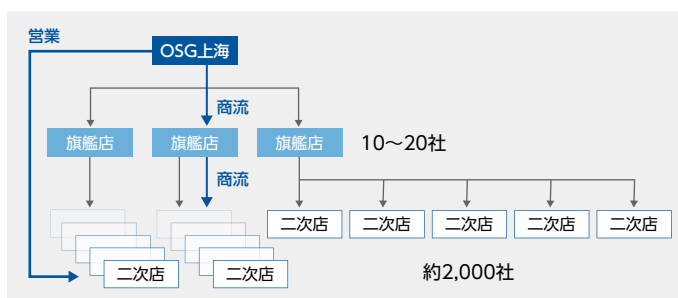 営業
OSG上海
商流
旗艦店
旗艦店
旗艦店
10〜20社
商流
二次店
二次店
二次店
二次店
二次店
二次店
二次店
約2,000社